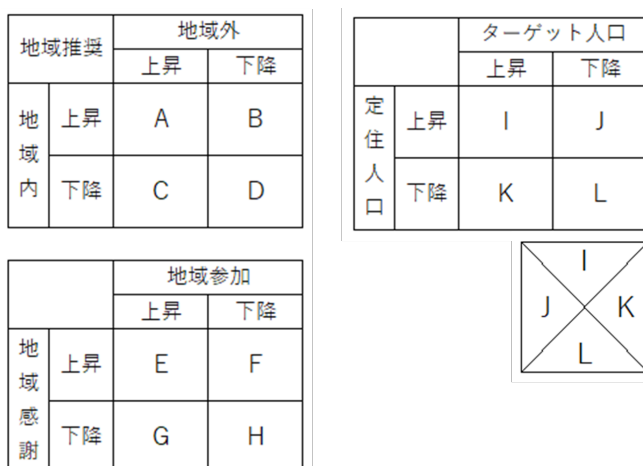 地域推奨 地域外
上昇 下降
地域内 上昇 A B
下降 C D
ターゲット人口
上昇 下降
定住人口 上昇 I J
下降 K L
I
J K
L
地域参加
上昇 下降
地域感謝 上昇 E F
下降 G H